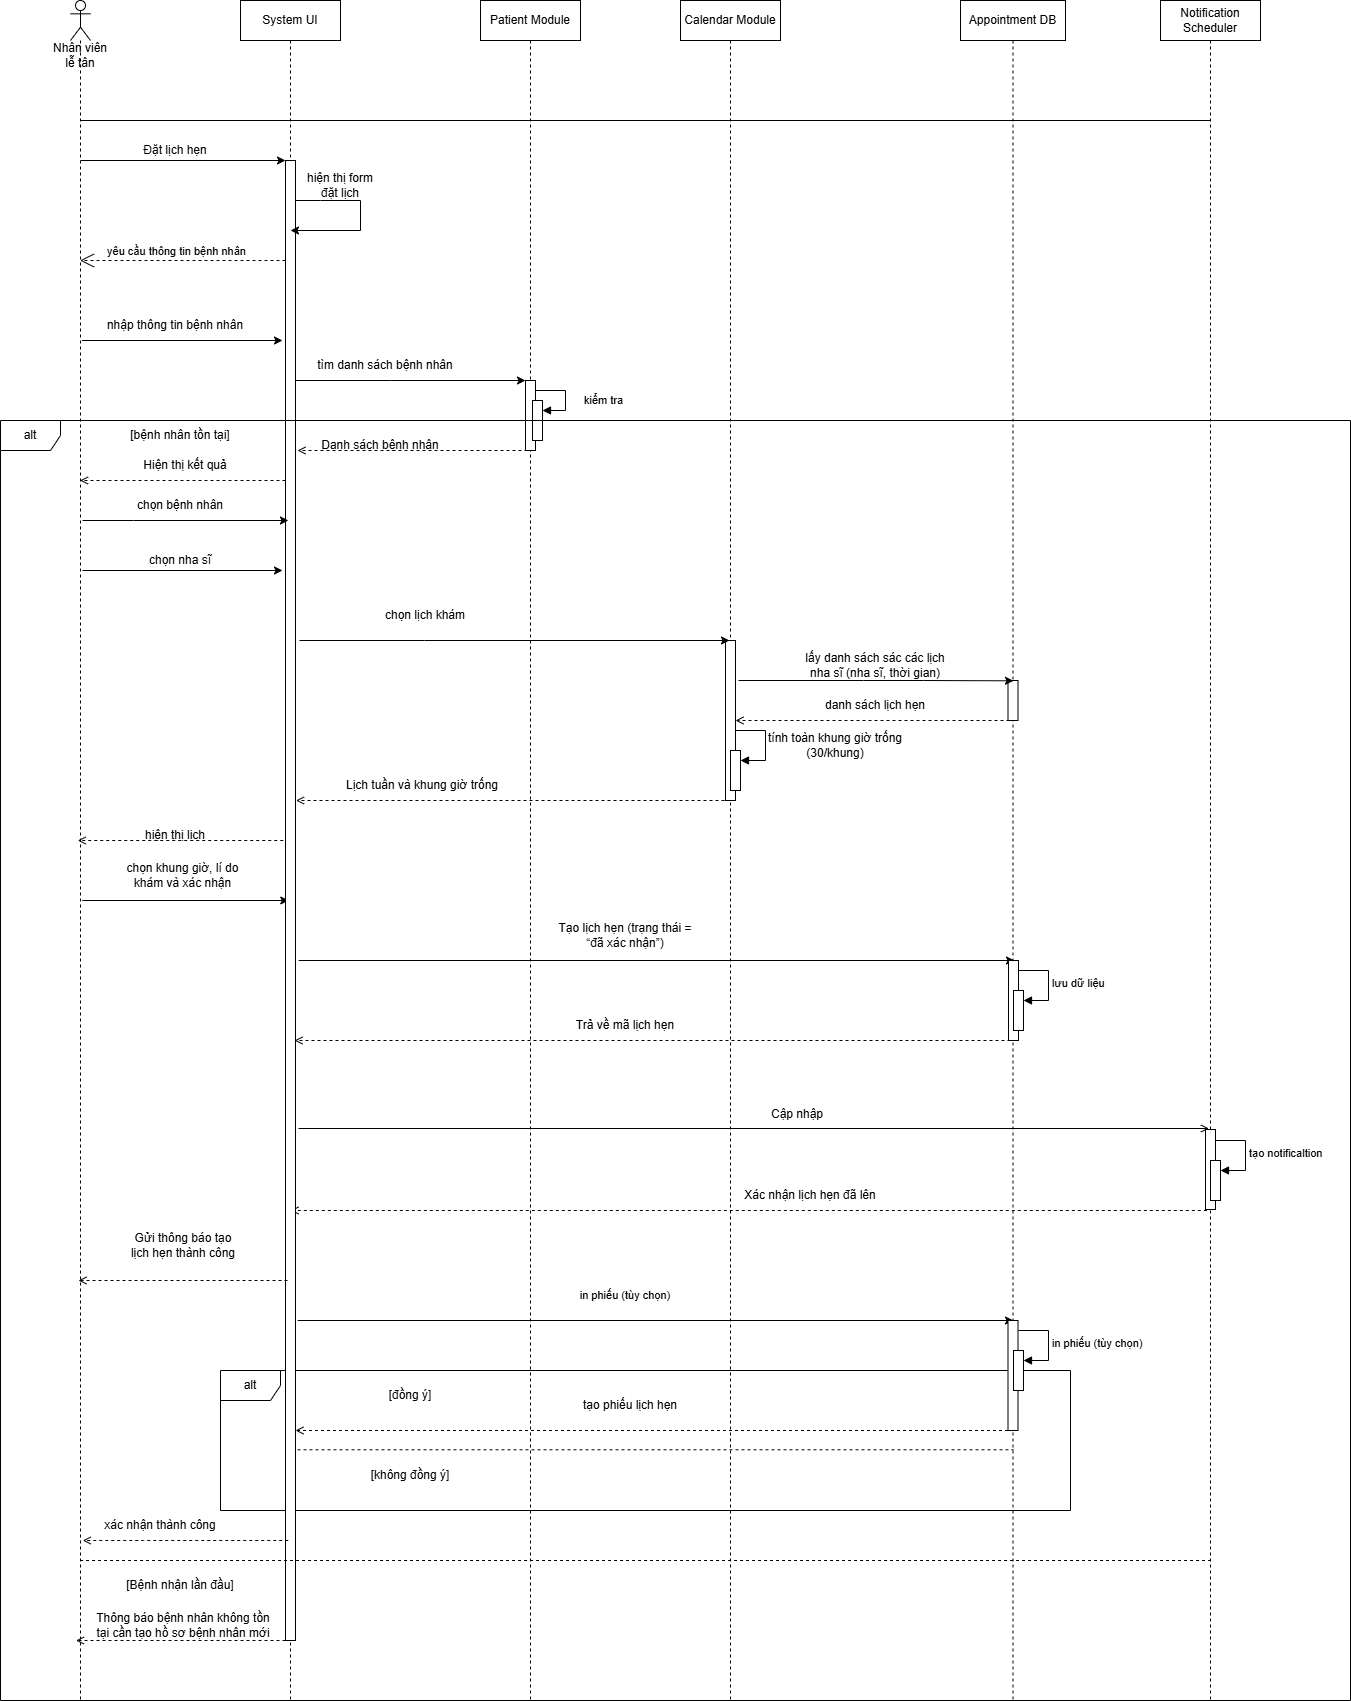 Nhân viên
lễ tân
System UI
Patient Module
Calendar Module
Appointment DB
Notification
Scheduler
Đặt lịch hẹn
hiện thị form
đặt lịch
yêu cầu thông tin bệnh nhân
nhập thông tin bệnh nhân
tìm danh sách bệnh nhân
kiểm tra
alt
[bệnh nhân tồn tại]
Danh sách bệnh nhận
Hiện thị kết quả
chọn bệnh nhân
chọn nha sĩ
chọn lịch khám
lấy danh sách sác các lịch
nha sĩ (nha sĩ, thời gian)
danh sách lịch hẹn
tính toán khung giờ trống
(30/khung)
Lịch tuần và khung giờ trống
hiện thị lịch
chọn khung giờ, lí do
khám và xác nhận
Tạo lịch hẹn (trạng thái =
“đã xác nhận”)
lưu dữ liệu
Trả về mã lịch hẹn
Cập nhập
tạo notificaltion
Xác nhận lịch hẹn đã lên
Gửi thông báo tạo
lịch hẹn thành công
in phiếu (tùy chọn)
in phiếu (tùy chọn)
alt
[đồng ý]
tạo phiếu lịch hẹn
[không đồng ý]
xác nhận thành công
[Bệnh nhận lần đầu]
Thông báo bệnh nhân không tồn
tại cần tạo hồ sơ bệnh nhân mới